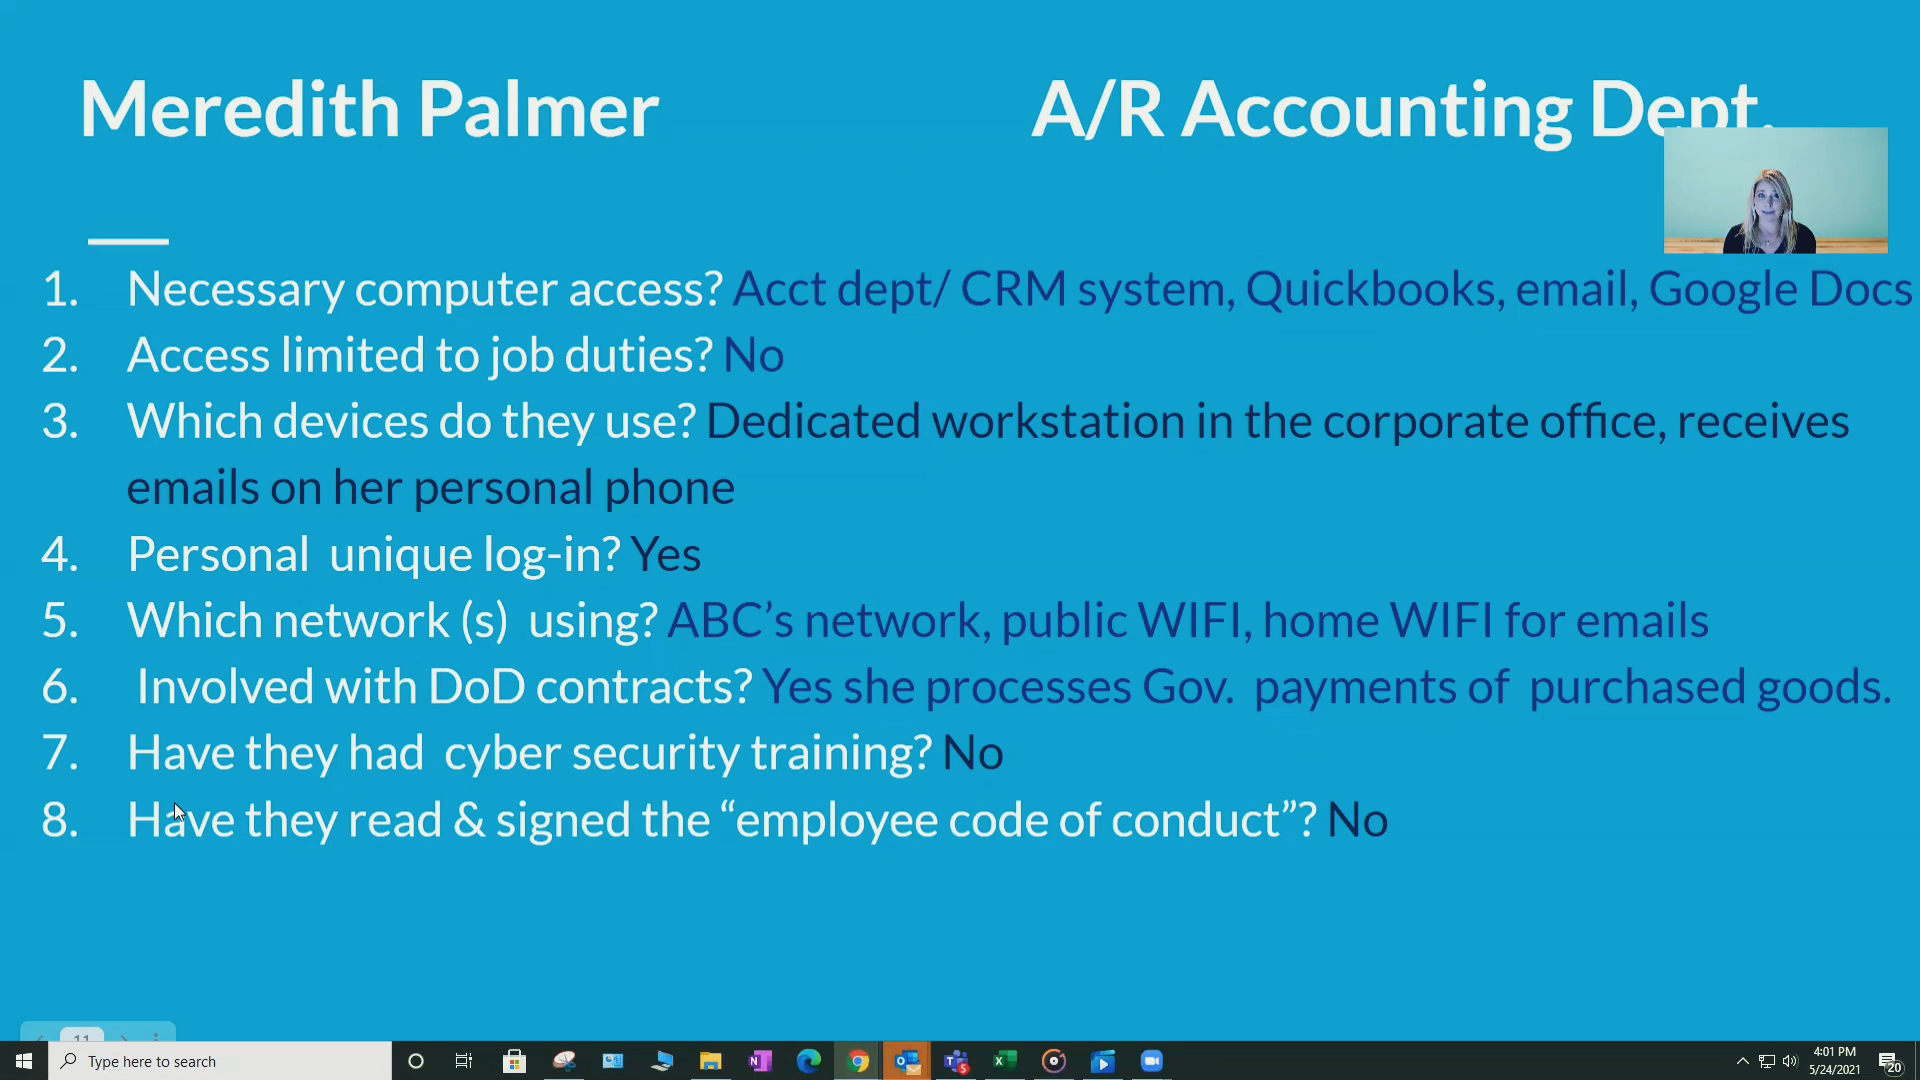 Meredith Palmer
A/R Accounting Dept.
1. Necessary computer access? Acct dept/ CRM system, Quickbooks, email, Google Docs
2. Access limited to job duties? No
3. Which devices do they use? Dedicated workstation in the corporate office, receives
emails on her personal phone
4. Personal unique log-in? Yes
5. Which network (s) using? ABC’s network, public WIFI, home WIFI for emails
6. Involved with DoD contracts? Yes she processes Gov. payments of purchased goods.
7. Have they had cyber security training? No
8. Have they read & signed the “employee code of conduct”? No
11
Type here to search
4:01 PM
5/24/2021
20